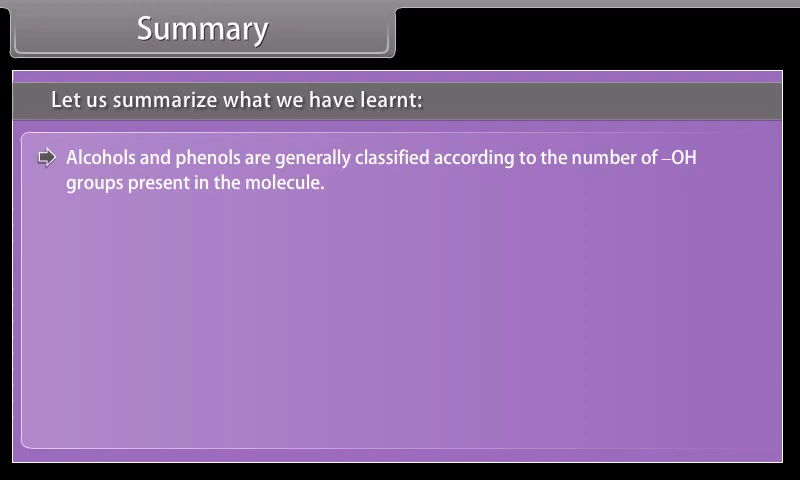 Summary
Let us summarize what we have learnt:
Alcohols and phenols are generally classified according to the number of –OH
groups present in the molecule.